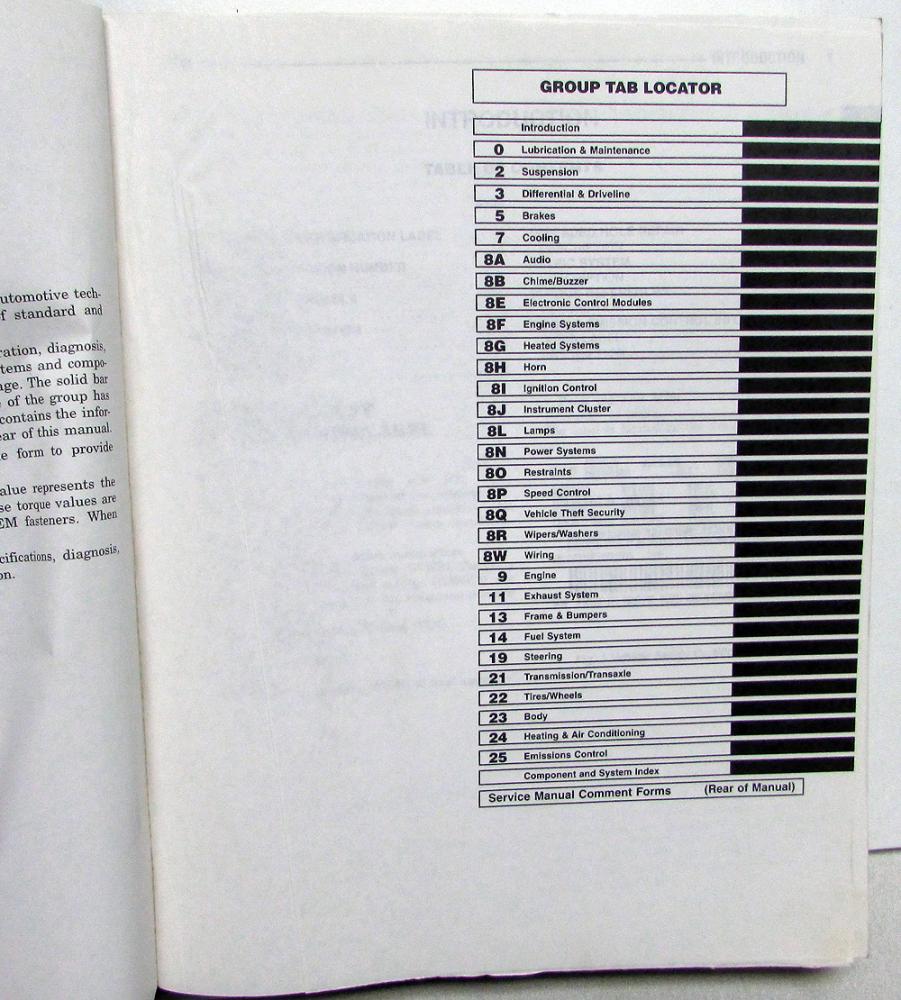 utomotive tech-
f standard and
ration, diagnosis,
tems and compo-
ge. The solid bar
of the group has
contains the infor-
ear of this manual.
e form to provide
alue represents the
se torque values are
EM fasteners. When
cifications, diagnosis,
on.
GROUP TAB LOCATOR
Introduction
0 Lubrication & Maintenance
2 Suspension
3 Differential & Driveline
5 Brakes
7 Cooling
8A Audio
8B Chime/Buzzer
8E Electronic Control Modules
8F Engine Systems
8G Heated Systems
8H Horn
8I Ignition Control
8J Instrument Cluster
8L Lamps
8N Power Systems
8O Restraints
8P Speed Control
8Q Vehicle Theft Security
8R Wipers/Washers
8W Wiring
9 Engine
11 Exhaust System
13 Frame & Bumpers
14 Fuel System
19 Steering
21 Transmission/Transaxle
22 Tires/Wheels
23 Body
24 Heating & Air Conditioning
25 Emissions Control
Component and System Index
Service Manual Comment Forms (Rear of Manual)